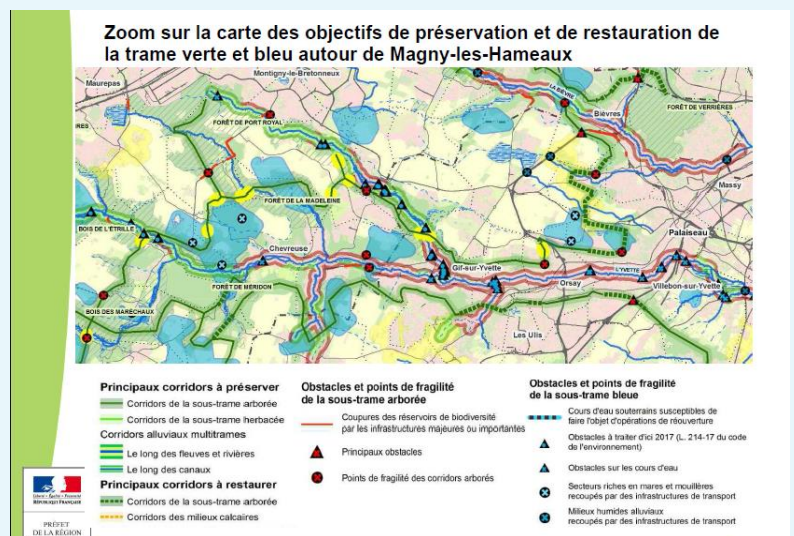 Zoom sur la carte des objectifs de préservation et de restauration de
la trame verte et bleu autour de Magny-les-Hameaux
Maurepas
Montigny-le-Bretonneux
LA BIÈVRE
Bièvres
FORÊT DE VERRIÈRES
FORÊT DE PORT ROYAL
IRES
Massy
FORÊT DE LA MADELEINE
BOIS DE L'ÉTRILLE
Palaiseau
Chevreuse
Gif-sur-Yvette
L'YVETTE
FORÊT DE MERIDON
Orsay
Villebon-sur-Yvette
BOIS DES MARECHAUX
Les Ulis
Principaux corridors à préserver
Corridors de la sous-trame arborée
Corridors de la sous-trame herbacée
Corridors alluviaux multitrames
Le long des fleuves et rivières
Le long des canaux
Principaux corridors à restaurer
Corridors de la sous-trame arborée
Corridors des milieux calcaires
Obstacles et points de fragilité
de la sous-trame arborée
Coupures des réservoirs de biodiversité
par les infrastructures majeures ou importantes
Principaux obstacles
Points de fragilité des corridors arborés
Obstacles et points de fragilité
de la sous-trame bleue
Cours d'eau souterrains susceptibles de
faire l'objet d'opérations de réouverture
Obstacles à traiter d'ici 2017 (L. 214-17 du code
de l'environnement)
Obstacles sur les cours d'eau
Secteurs riches en mares et mouillères
recoupés par des infrastructures de transport
Milieux humides alluviaux
recoupés par des infrastructures de transport
Liberté • Égalité • Fraternité
RÉPUBLIQUE FRANÇAISE
PRÉFET
DE LA RÉGION